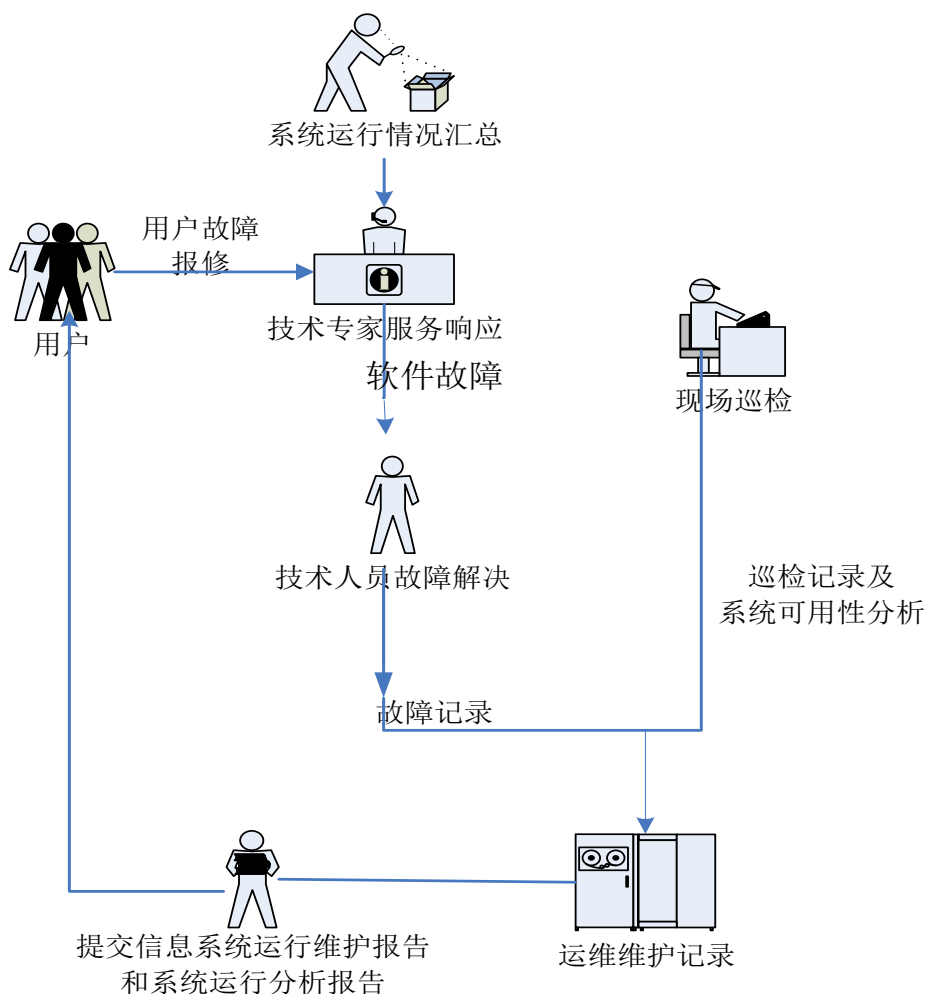 系统运行情况汇总
用户故障
报修
用户
技术专家服务响应
软件故障
现场巡检
技术人员故障解决
巡检记录及
系统可用性分析
故障记录
提交信息系统运行维护报告
和系统运行分析报告
运维维护记录